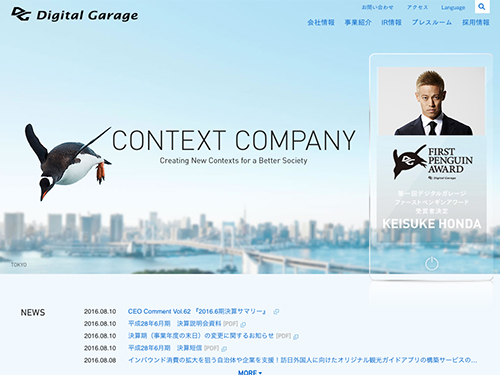 Digital Garage
お問い合わせ アクセス Language
会社情報 事業紹介 IR情報 プレスルーム 採用情報
CONTEXT COMPANY
Creating New Contexts for a Better Society
FIRST
PENGUIN
AWARD
Digital Garage
第一回デジタルガレージ
ファーストペンギンアワード
受賞者決定
KEISUKE HONDA
TOKYO
NEWS
2016.08.10 CEO Comment Vol.62 『2016.6期決算サマリー』
2016.08.10 平成28年6月期 決算説明会資料 [PDF]
2016.08.10 決算期（事業年度の末日）の変更に関するお知らせ [PDF]
2016.08.10 平成28年6月期 決算短信 [PDF]
2016.08.08 インバウンド消費の拡大を狙う自治体や企業を支援！訪日外国人に向けたオリジナル観光ガイドアプリの構築サービスの...
MORE